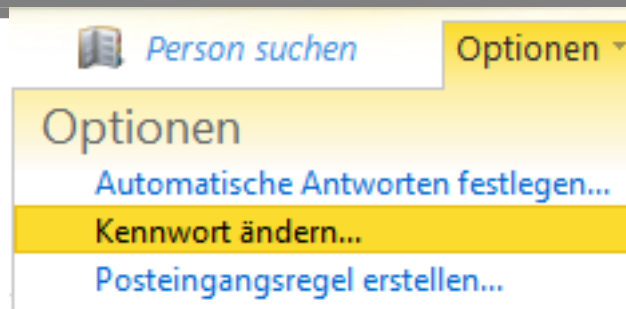 Person suchen Optionen
Optionen
Automatische Antworten festlegen...
Kennwort ändern...
Posteingangsregel erstellen...